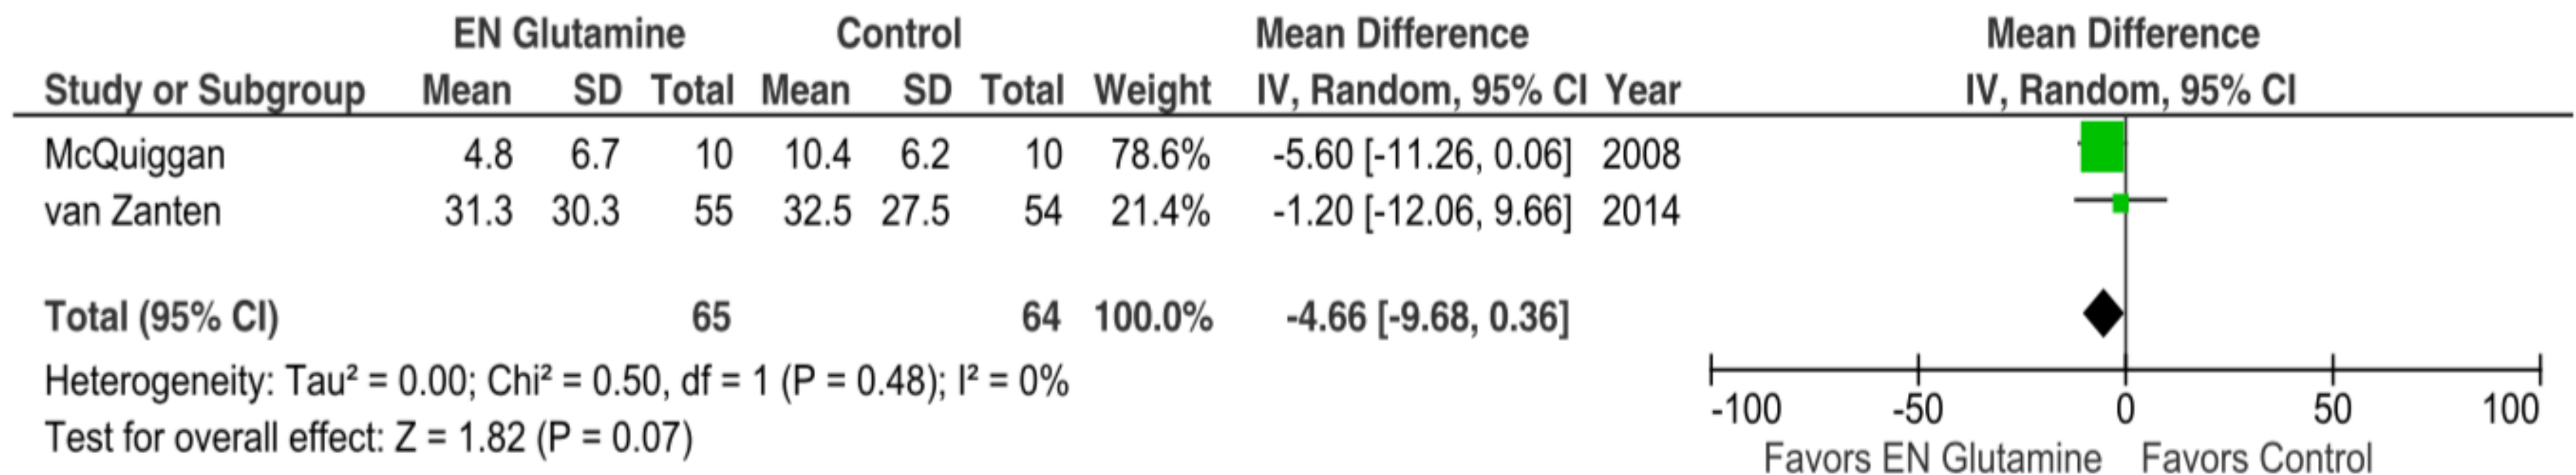 EN Glutamine Control Mean Difference Mean Difference
Study or Subgroup Mean SD Total Mean SD Total Weight IV, Random, 95% CI Year IV, Random, 95% CI
McQuiggan 4.8 6.7 10 10.4 6.2 10 78.6% -5.60 [-11.26, 0.06] 2008
van Zanten 31.3 30.3 55 32.5 27.5 54 21.4% -1.20 [-12.06, 9.66] 2014
Total (95% CI) 65 64 100.0% -4.66 [-9.68, 0.36]
Heterogeneity: Tau² = 0.00; Chi² = 0.50, df = 1 (P = 0.48); I² = 0%
Test for overall effect: Z = 1.82 (P = 0.07)
-100 -50 0 50 100
Favors EN Glutamine Favors Control